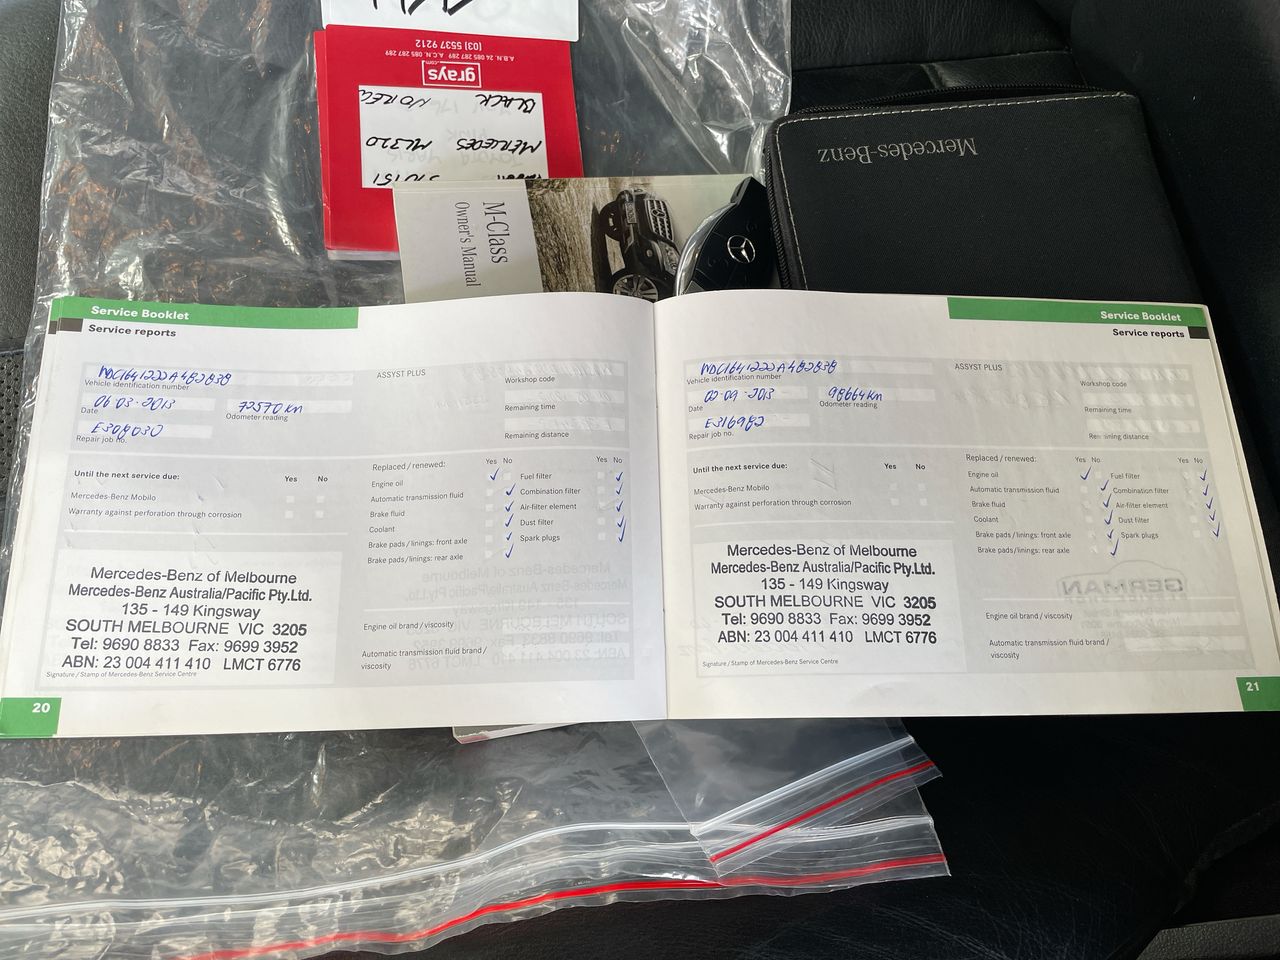 (03) 5537 9212
A.B.N. 24 085 287 289 A.C.N. 085 287 289
grays
.com
BLACK NO REG
MERCEDES ML320
Mercedes-Benz
M-Class
Owner's Manual
Service Booklet
Service reports
WDC1641222A482838
Vehicle identification number
06·03·2013
Date
72570 km
Odometer reading
E308030
Repair job no.
ASSYST PLUS
Workshop code
Remaining time
Remaining distance
Until the next service due:
Yes No
Mercedes-Benz Mobilo
Warranty against perforation through corrosion
Replaced / renewed:
Yes No
Yes No
Engine oil
Automatic transmission fluid
Brake fluid
Coolant
Brake pads/linings: front axle
Brake pads/linings: rear axle
Fuel filter
Combination filter
Air-filter element
Dust filter
Spark plugs
Mercedes-Benz of Melbourne
Mercedes-Benz Australia/Pacific Pty.Ltd.
135 - 149 Kingsway
SOUTH MELBOURNE VIC 3205
Tel: 9690 8833 Fax: 9699 3952
ABN: 23 004 411 410 LMCT 6776
Signature / Stamp of Mercedes-Benz Service Centre
Engine oil brand / viscosity
Automatic transmission fluid brand /
viscosity
20
Service Booklet
Service reports
WDC1641222A482838
Vehicle identification number
02·09·2013
Date
98664 km
Odometer reading
E316982
Repair job no.
ASSYST PLUS
Workshop code
Remaining time
Remaining distance
Until the next service due:
Yes No
Mercedes-Benz Mobilo
Warranty against perforation through corrosion
Replaced / renewed:
Yes No
Yes No
Engine oil
Automatic transmission fluid
Brake fluid
Coolant
Brake pads/linings: front axle
Brake pads/linings: rear axle
Fuel filter
Combination filter
Air-filter element
Dust filter
Spark plugs
Mercedes-Benz of Melbourne
Mercedes-Benz Australia/Pacific Pty.Ltd.
135 - 149 Kingsway
SOUTH MELBOURNE VIC 3205
Tel: 9690 8833 Fax: 9699 3952
ABN: 23 004 411 410 LMCT 6776
Signature / Stamp of Mercedes-Benz Service Centre
Engine oil brand / viscosity
Automatic transmission fluid brand /
viscosity
21